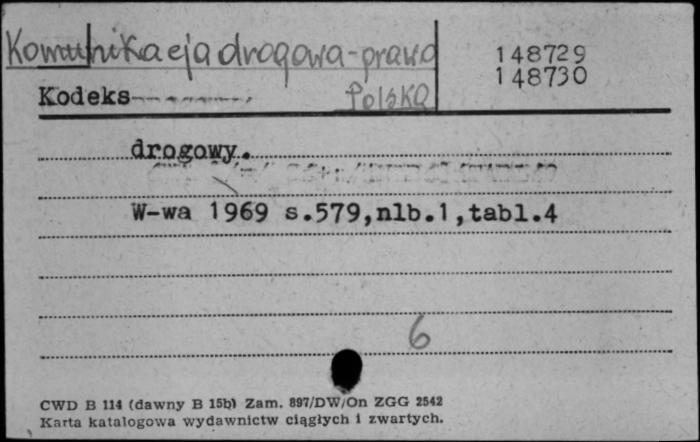 Komunikacja drogowa-prawo
148729
148730
Kodeks
Polska
drogowy.
W-wa 1969 s.579,nlb.1,tabl.4
6
CWD B 114 (dawny B 15b) Zam. 897/DW/On ZGG 2542
Karta katalogowa wydawnictw ciągłych i zwartych.